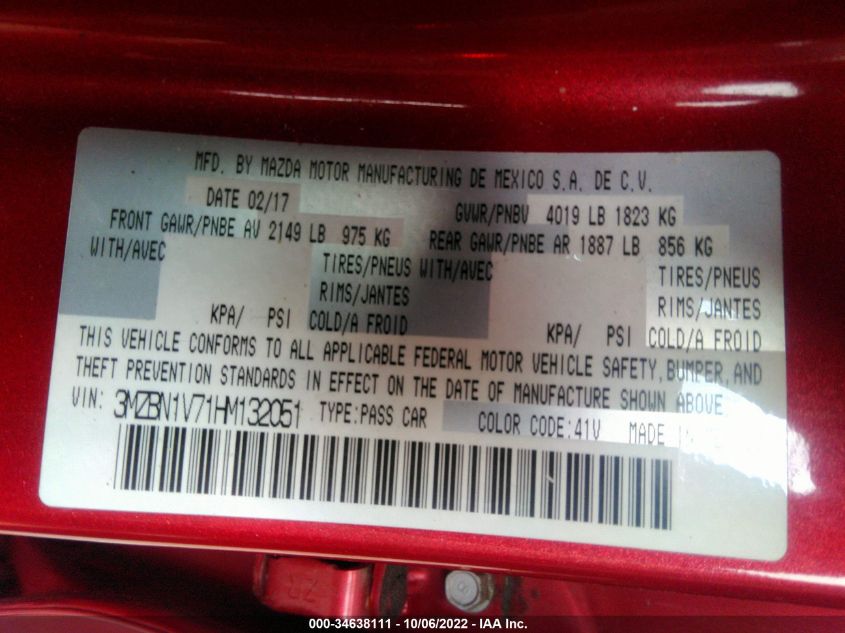 MFD. BY MAZDA MOTOR MANUFACTURING DE MEXICO S.A. DE C.V.
DATE 02/17 GVWR/PNBV 4019 LB 1823 KG
FRONT GAWR/PNBE AV 2149 LB 975 KG REAR GAWR/PNBE AR 1887 LB 856 KG
WITH/AVEC TIRES/PNEUS WITH/AVEC TIRES/PNEUS
RIMS/JANTES RIMS/JANTES
KPA/ PSI COLD/A FROID KPA/ PSI COLD/A FROID
THIS VEHICLE CONFORMS TO ALL APPLICABLE FEDERAL MOTOR VEHICLE SAFETY, BUMPER, AND
THEFT PREVENTION STANDARDS IN EFFECT ON THE DATE OF MANUFACTURE SHOWN ABOVE
VIN: 3MZBN1V71HM132051 TYPE:PASS CAR COLOR CODE:41V MADE
000-34638111 - 10/06/2022 - IAA Inc.